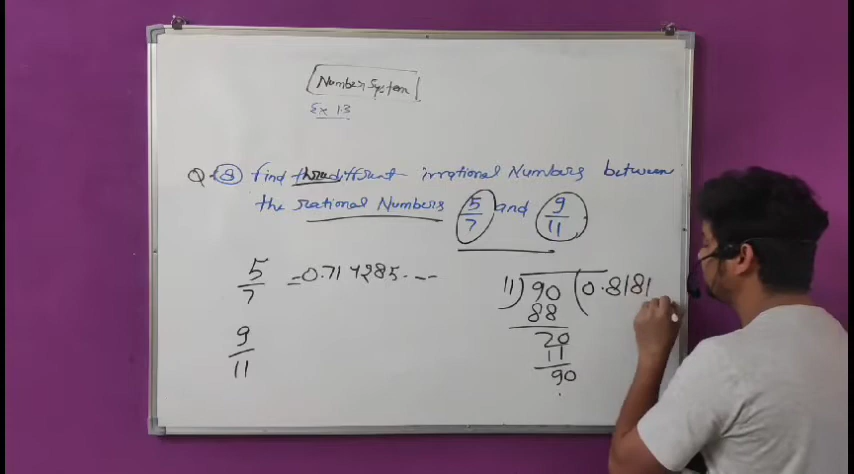 Number System
Ex 1.3
Q.8 find three different irrational Numbers between
the rational Numbers 5/7 and 9/11
5/7 = 0.714285...--
9/11
11)90(0.8181
88
20
11
90